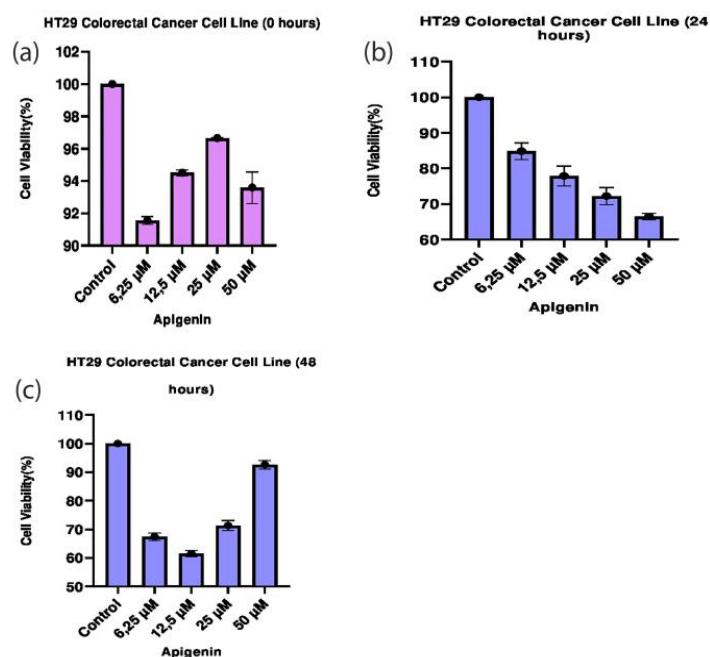 HT29 Colorectal Cancer Cell Line (0 hours)
(a)
Cell Viability(%)
102
100
98
96
94
92
90
Control
6,25 µM
12,5 µM
25 µM
50 µM
Apigenin
HT29 Colorectal Cancer Cell Line (24
hours)
(b)
Cell Viability(%)
110
100
90
80
70
60
Control
6,25 µM
12,5 µM
25 µM
50 µM
Apigenin
HT29 Colorectal Cancer Cell Line (48
hours)
(c)
Cell Viability(%)
110
100
90
80
70
60
50
Control
6,25 µM
12,5 µM
25 µM
50 µM
Apigenin